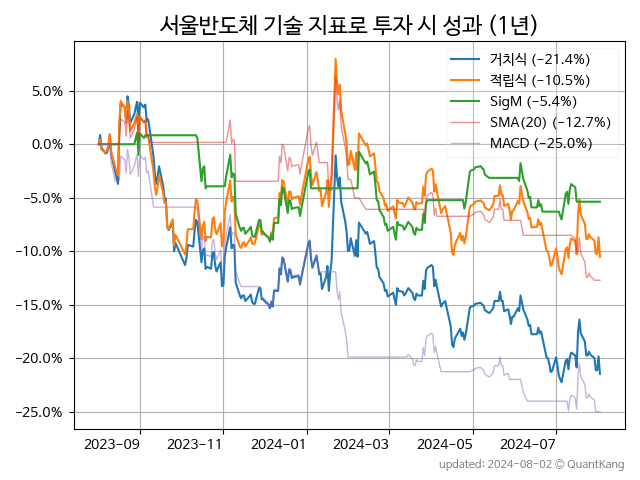 서울반도체 기술 지표로 투자 시 성과 (1년)
거치식 (−21.4%)
적립식 (−10.5%)
SigM (−5.4%)
SMA(20) (−12.7%)
MACD (−25.0%)
5.0%
0.0%
−5.0%
−10.0%
−15.0%
−20.0%
−25.0%
2023-09 2023-11 2024-01 2024-03 2024-05 2024-07
updated: 2024-08-02 © QuantKang